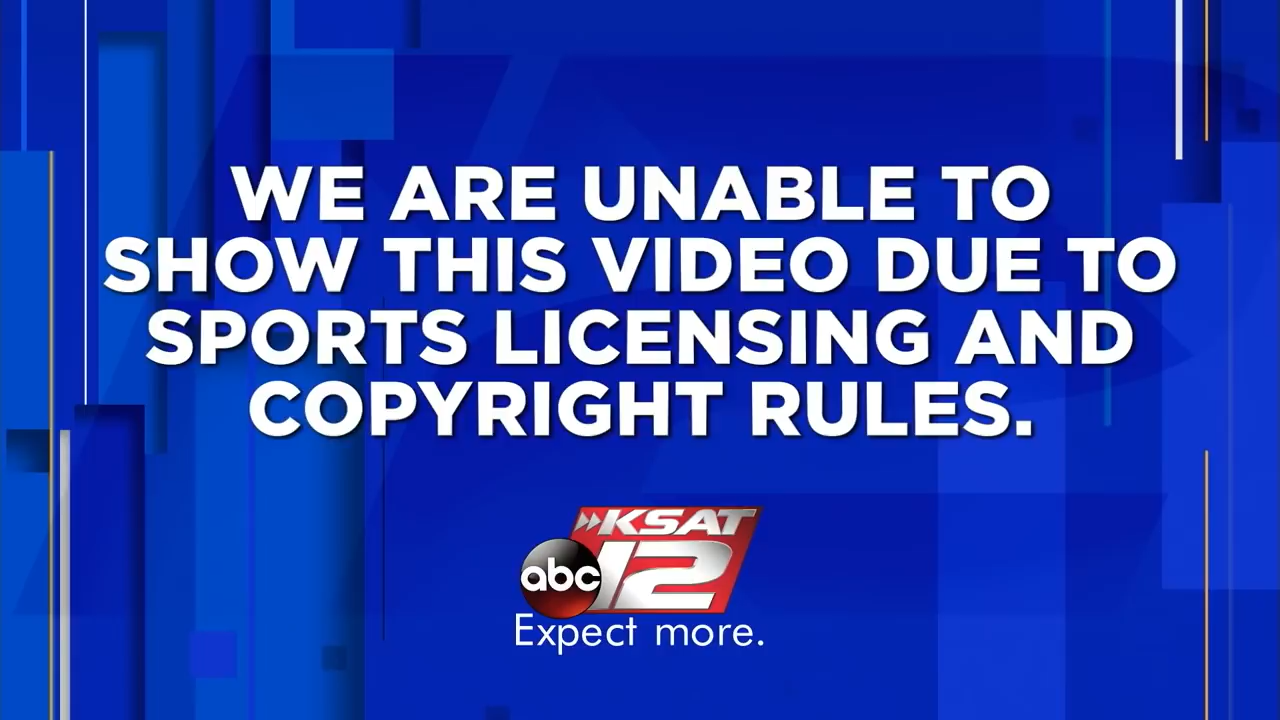 WE ARE UNABLE TO
SHOW THIS VIDEO DUE TO
SPORTS LICENSING AND
COPYRIGHT RULES.
KSAT
abc 12
Expect more.